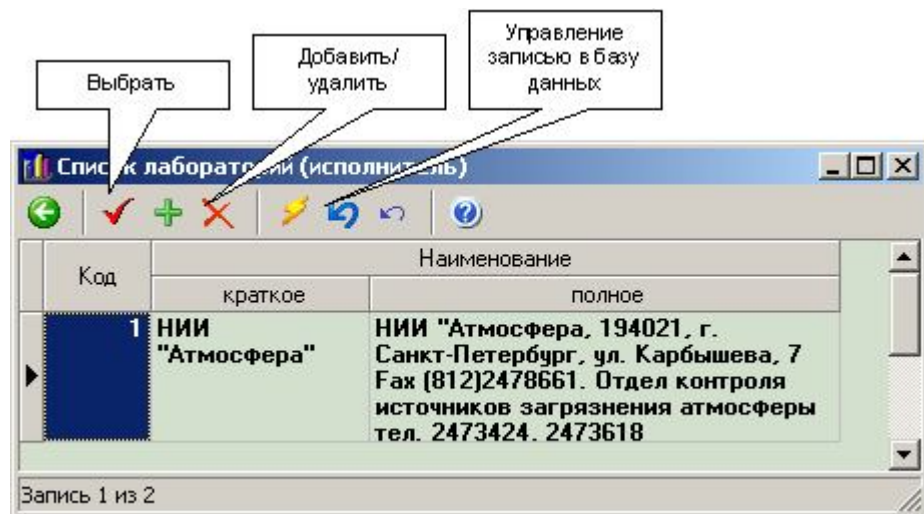 Выбрать
Добавить/
удалить
Управление
записью в базу
данных
Список лабораторий (исполнитель)
Код
Наименование
краткое
полное
1
НИИ
"Атмосфера"
НИИ "Атмосфера, 194021, г.
Санкт-Петербург, ул. Карбышева, 7
Fax (812)2478661. Отдел контроля
источников загрязнения атмосферы
тел. 2473424, 2473618
Запись 1 из 2